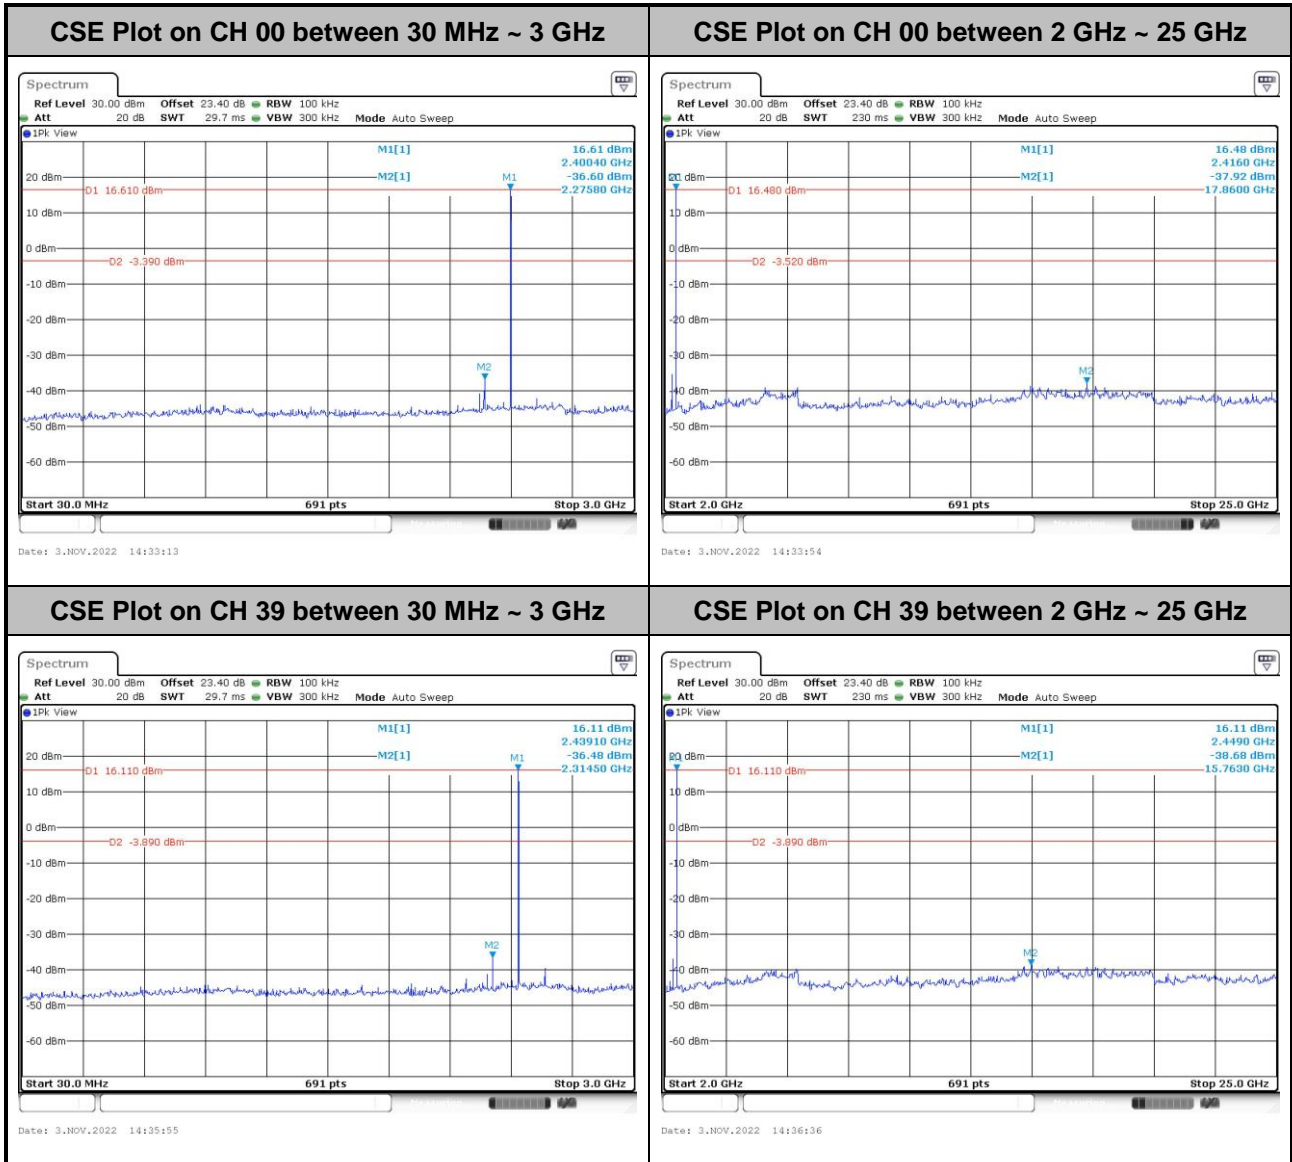 CSE Plot on CH 00 between 30 MHz ~ 3 GHz
Spectrum
Ref Level 30.00 dBm Offset 23.40 dB RBW 100 kHz
Att 20 dB SWT 29.7 ms VBW 300 kHz Mode Auto Sweep
1Pk View
M1[1] 16.61 dBm
2.40040 GHz
20 dBm M2[1] M1 -36.60 dBm
D1 16.610 dBm 2.27580 GHz
10 dBm
0 dBm
D2 -3.390 dBm
-10 dBm
-20 dBm
-30 dBm
M2
-40 dBm
-50 dBm
-60 dBm
Start 30.0 MHz 691 pts Stop 3.0 GHz
Date: 3.NOV.2022 14:33:13
CSE Plot on CH 00 between 2 GHz ~ 25 GHz
Spectrum
Ref Level 30.00 dBm Offset 23.40 dB RBW 100 kHz
Att 20 dB SWT 230 ms VBW 300 kHz Mode Auto Sweep
1Pk View
M1[1] 16.48 dBm
2.4160 GHz
dBm M2[1] -37.92 dBm
D1 16.480 dBm 17.8600 GHz
10 dBm
0 dBm
D2 -3.520 dBm
-10 dBm
-20 dBm
-30 dBm
M2
-40 dBm
-50 dBm
-60 dBm
Start 2.0 GHz 691 pts Stop 25.0 GHz
Date: 3.NOV.2022 14:33:54
CSE Plot on CH 39 between 30 MHz ~ 3 GHz
Spectrum
Ref Level 30.00 dBm Offset 23.40 dB RBW 100 kHz
Att 20 dB SWT 29.7 ms VBW 300 kHz Mode Auto Sweep
1Pk View
M1[1] 16.11 dBm
2.43910 GHz
20 dBm M2[1] M1 -36.48 dBm
D1 16.110 dBm 2.31450 GHz
10 dBm
0 dBm
D2 -3.890 dBm
-10 dBm
-20 dBm
-30 dBm
M2
-40 dBm
-50 dBm
-60 dBm
Start 30.0 MHz 691 pts Stop 3.0 GHz
Date: 3.NOV.2022 14:35:55
CSE Plot on CH 39 between 2 GHz ~ 25 GHz
Spectrum
Ref Level 30.00 dBm Offset 23.40 dB RBW 100 kHz
Att 20 dB SWT 230 ms VBW 300 kHz Mode Auto Sweep
1Pk View
M1[1] 16.11 dBm
2.4490 GHz
dBm M2[1] -38.68 dBm
D1 16.110 dBm 15.7630 GHz
10 dBm
0 dBm
D2 -3.890 dBm
-10 dBm
-20 dBm
-30 dBm
M2
-40 dBm
-50 dBm
-60 dBm
Start 2.0 GHz 691 pts Stop 25.0 GHz
Date: 3.NOV.2022 14:36:36